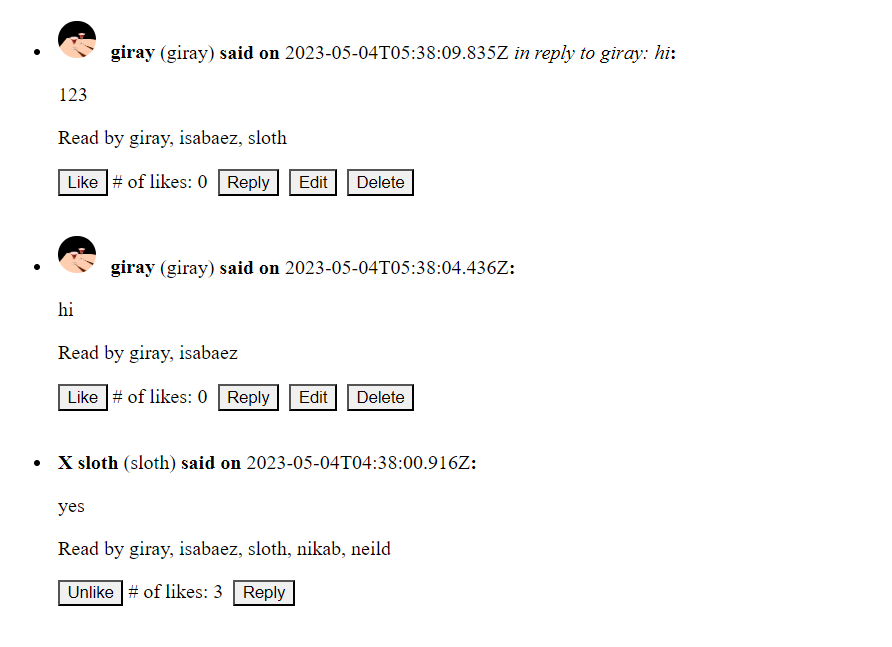 giray (giray) said on 2023-05-04T05:38:09.835Z in reply to giray: hi:
123
Read by giray, isabaez, sloth
Like # of likes: 0 Reply Edit Delete
giray (giray) said on 2023-05-04T05:38:04.436Z:
hi
Read by giray, isabaez
Like # of likes: 0 Reply Edit Delete
X sloth (sloth) said on 2023-05-04T04:38:00.916Z:
yes
Read by giray, isabaez, sloth, nikab, neild
Unlike # of likes: 3 Reply